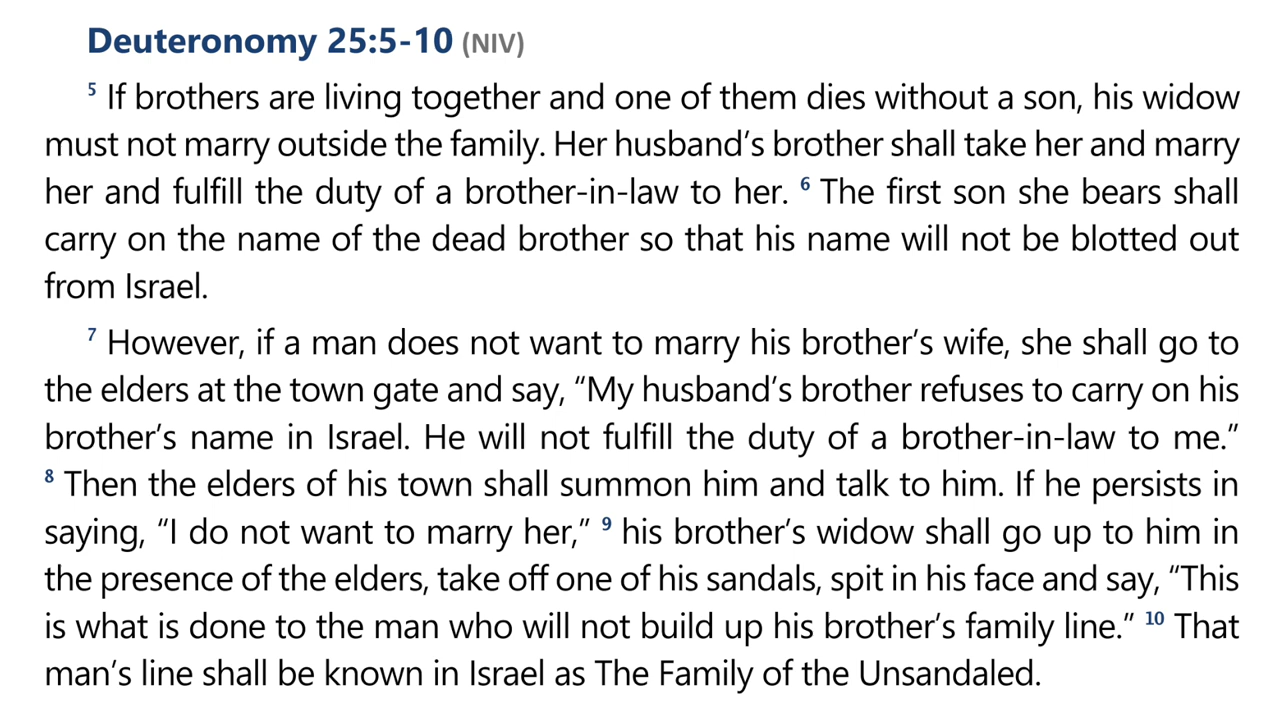 Deuteronomy 25:5-10 (NIV)
5 If brothers are living together and one of them dies without a son, his widow
must not marry outside the family. Her husband’s brother shall take her and marry
her and fulfill the duty of a brother-in-law to her. 6 The first son she bears shall
carry on the name of the dead brother so that his name will not be blotted out
from Israel.
7 However, if a man does not want to marry his brother’s wife, she shall go to
the elders at the town gate and say, “My husband’s brother refuses to carry on his
brother’s name in Israel. He will not fulfill the duty of a brother-in-law to me.”
8 Then the elders of his town shall summon him and talk to him. If he persists in
saying, “I do not want to marry her,” 9 his brother’s widow shall go up to him in
the presence of the elders, take off one of his sandals, spit in his face and say, “This
is what is done to the man who will not build up his brother’s family line.” 10 That
man’s line shall be known in Israel as The Family of the Unsandaled.